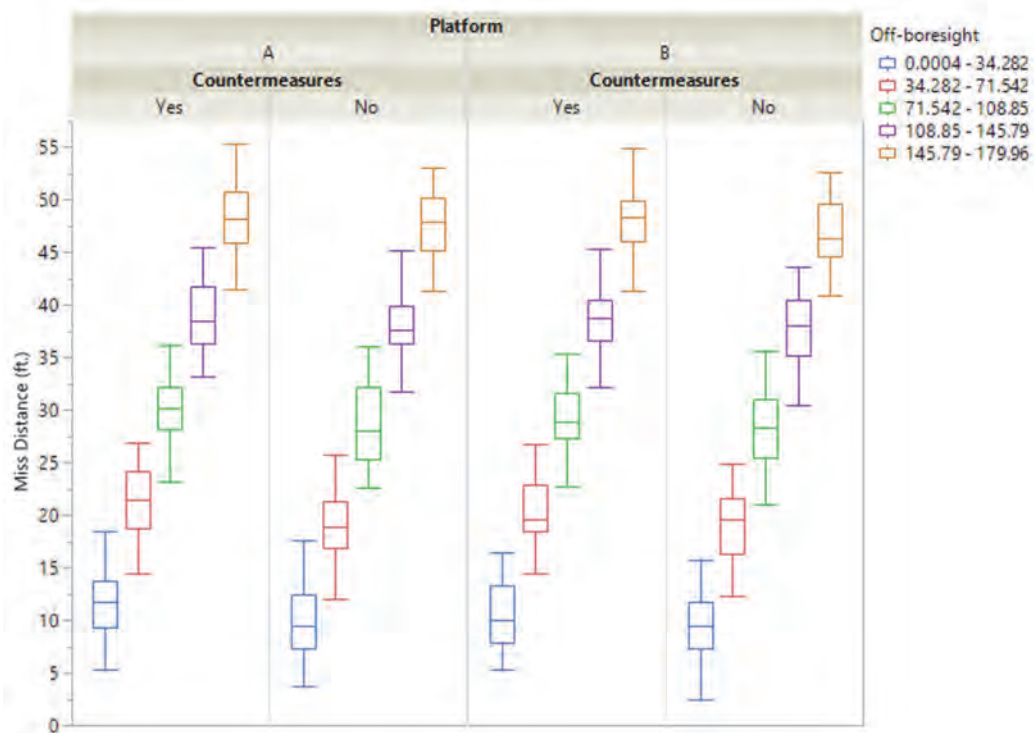 Platform
A B
Countermeasures Countermeasures
Yes No Yes No
Off-boresight
0.0004 - 34.282
34.282 - 71.542
71.542 - 108.85
108.85 - 145.79
145.79 - 179.96
Miss Distance (ft.)
55
50
45
40
35
30
25
20
15
10
5
0